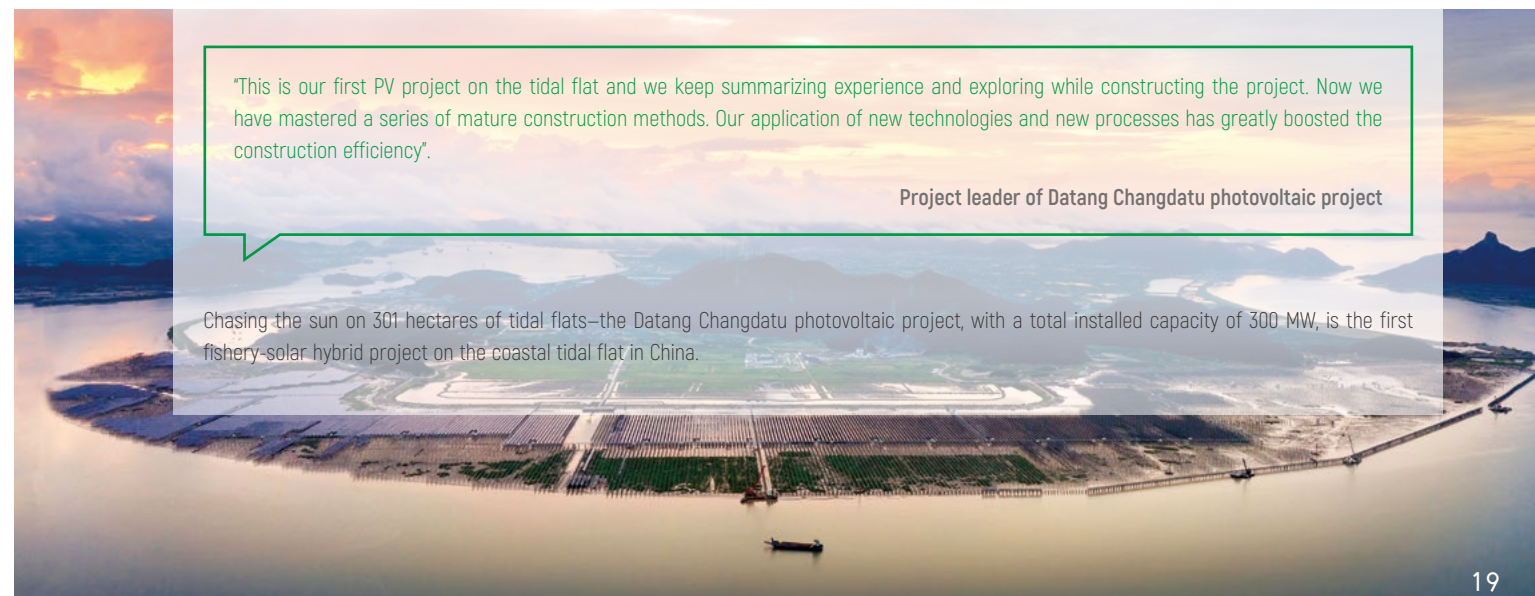 “This is our first PV project on the tidal flat and we keep summarizing experience and exploring while constructing the project. Now we
have mastered a series of mature construction methods. Our application of new technologies and new processes has greatly boosted the
construction efficiency”.
Project leader of Datang Changdatu photovoltaic project
Chasing the sun on 301 hectares of tidal flats—the Datang Changdatu photovoltaic project, with a total installed capacity of 300 MW, is the first
fishery-solar hybrid project on the coastal tidal flat in China.
19